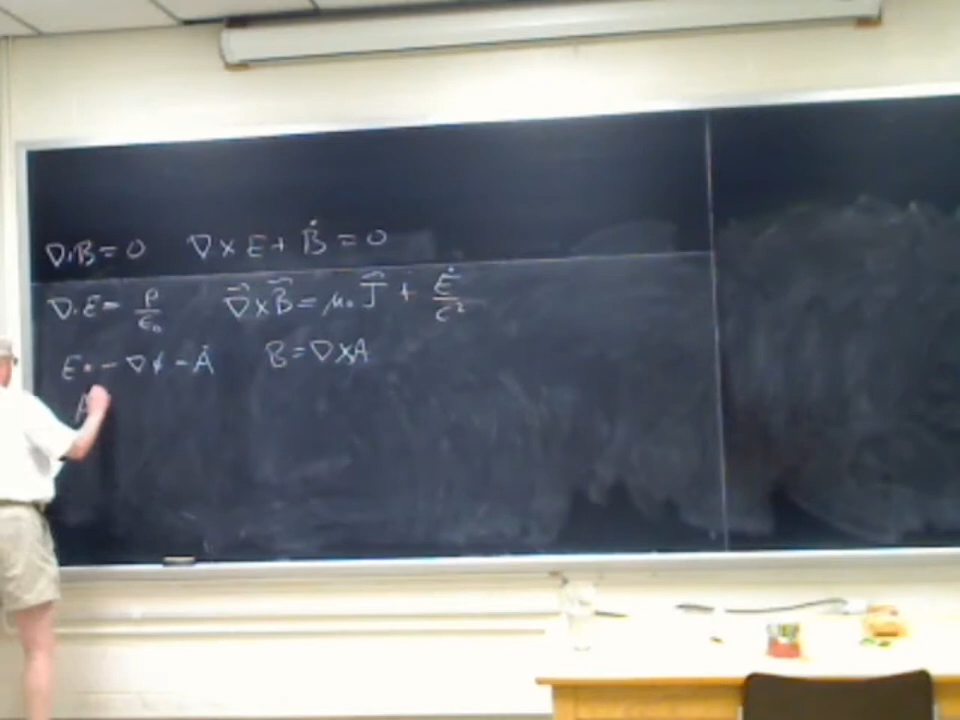 ∇·B = 0   ∇ × E + Ḃ = 0
∇·E = ρ/ε₀   ∇⃗ × B⃗ = μ₀ J⃗ + Ė/c²
E = −∇φ − Ȧ   B = ∇×A
A